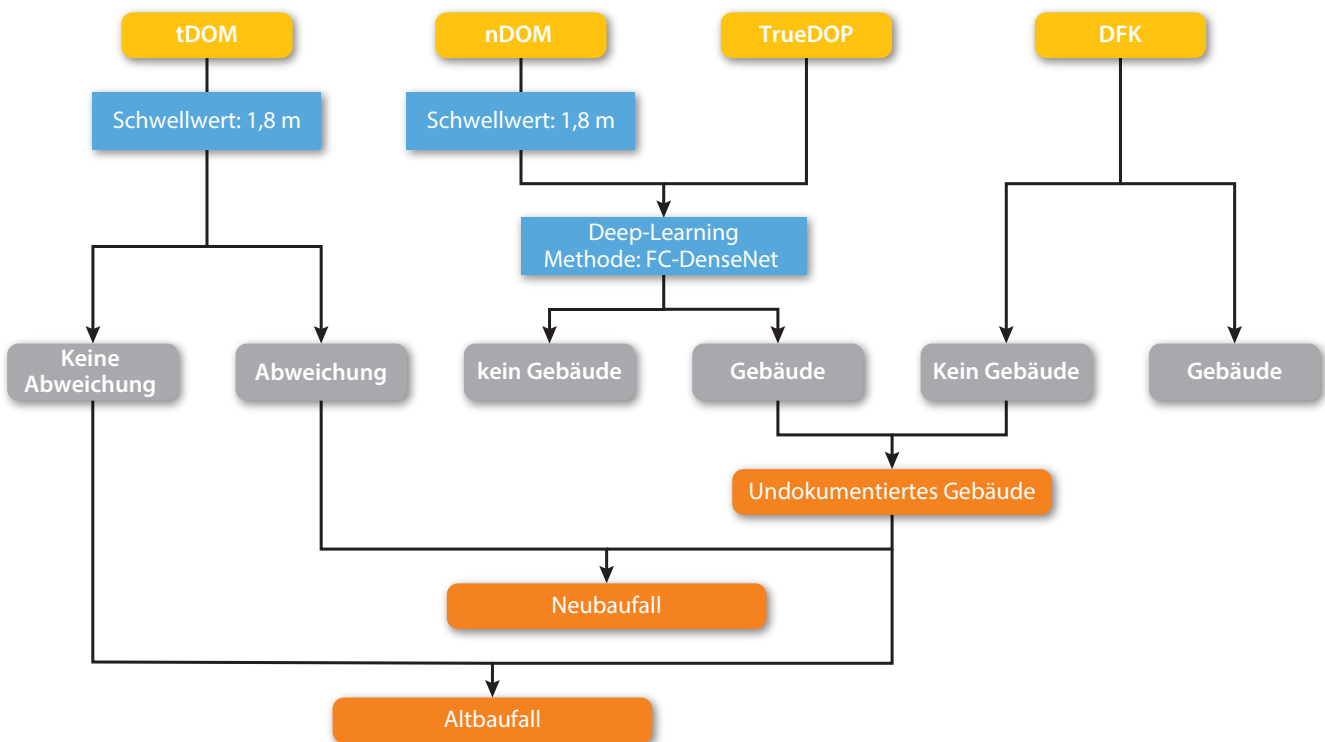 tDOM
nDOM
TrueDOP
DFK
Schwellwert: 1,8 m
Schwellwert: 1,8 m
Deep-Learning
Methode: FC-DenseNet
Keine
Abweichung
Abweichung
kein Gebäude
Gebäude
Kein Gebäude
Gebäude
Undokumentiertes Gebäude
Neubaufall
Altbaufall